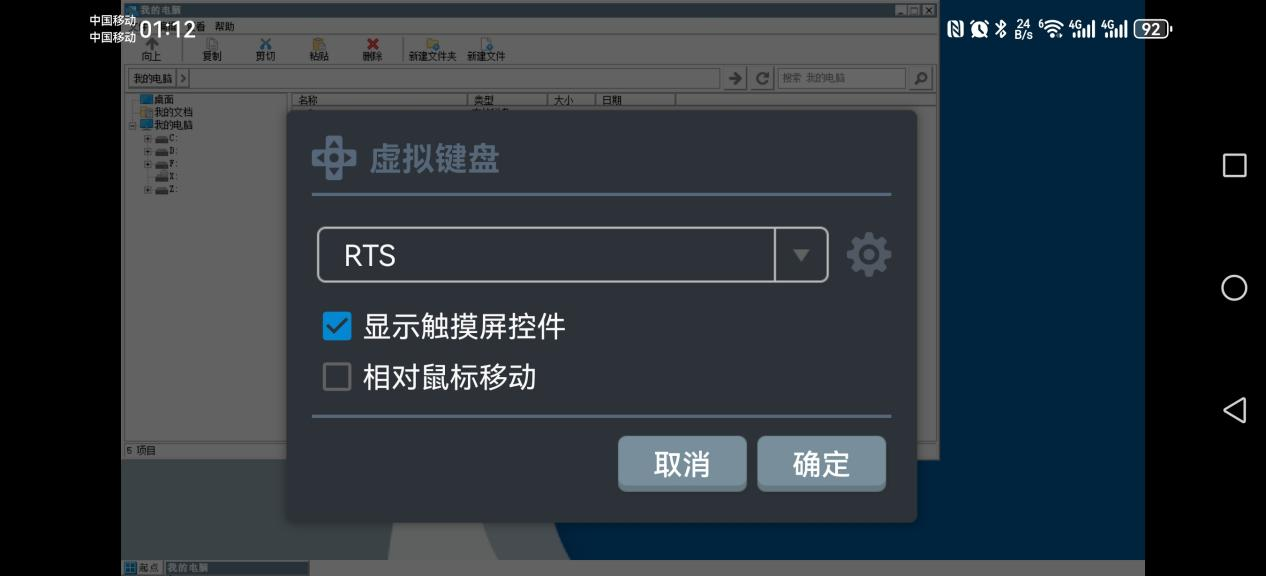 我的电脑
中国移动
中国移动
01:12
24
B/s
6
4G
4G
92
看 帮助
向上 复制 剪切 粘贴 删除 新建文件夹 新建文件
我的电脑
搜索 我的电脑
名称 类型 大小 日期
桌面
我的文档
我的电脑
C:
D:
F:
X:
Z:
虚拟键盘
RTS
显示触摸屏控件
相对鼠标移动
取消 确定
5 项目
起点 我的电脑